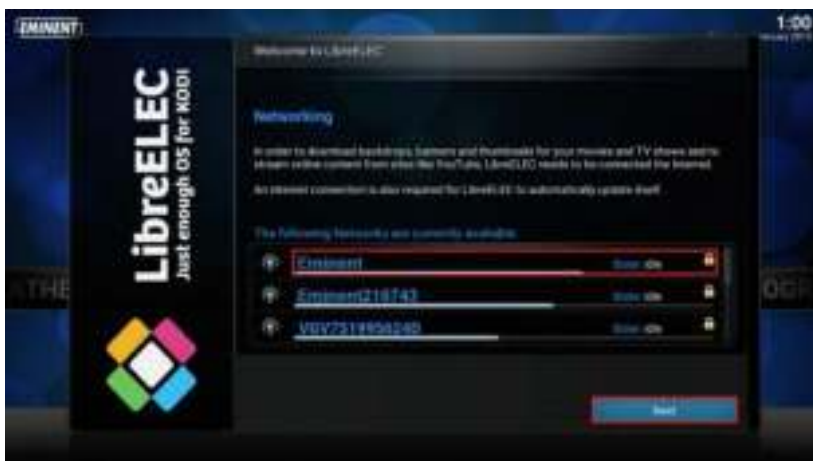 EMINENT
1:00
LibreELEC
Just enough OS for KODI
Welcome to LibreELEC
Networking
In order to download backdrops, banners and thumbnails for your movies and TV shows and to
stream online content from sites like YouTube, LibreELEC needs to be connected the Internet.
An internet connection is also required for LibreELEC to automatically update itself.
The following Networks are currently available:
Eminent
State: Idle
Eminent218743
State: Idle
State: Idle
Next